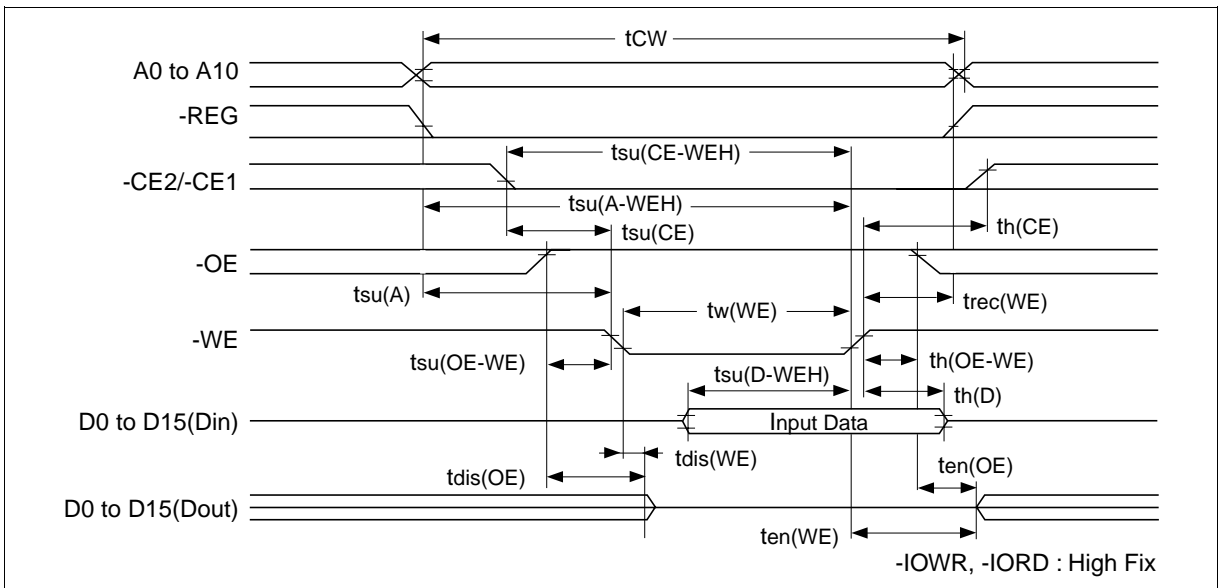 tCW
A0 to A10
-REG
tsu(CE-WEH)
-CE2/-CE1
tsu(A-WEH)
tsu(CE)
th(CE)
-OE
tsu(A)
tw(WE)
trec(WE)
-WE
tsu(OE-WE)
th(OE-WE)
tsu(D-WEH)
th(D)
D0 to D15(Din)
Input Data
tdis(WE)
tdis(OE)
ten(OE)
D0 to D15(Dout)
ten(WE)
-IOWR, -IORD : High Fix